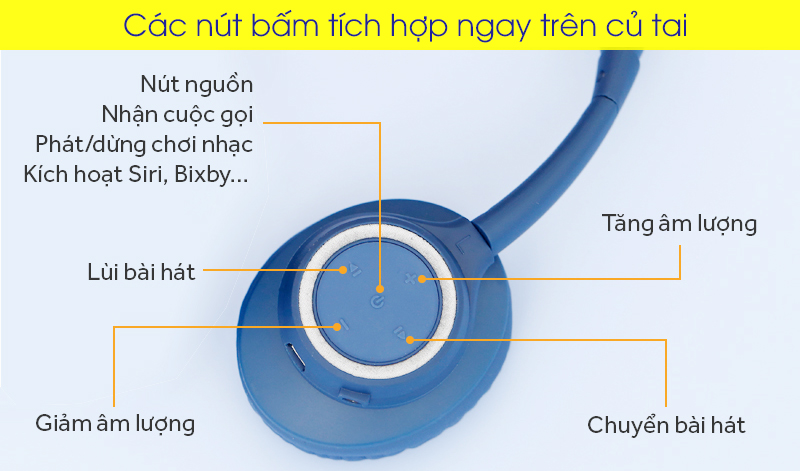 Các nút bấm tích hợp ngay trên củ tai
Nút nguồn
Nhận cuộc gọi
Phát/dừng chơi nhạc
Kích hoạt Siri, Bixby...
Tăng âm lượng
Lùi bài hát
L
Giảm âm lượng
Chuyển bài hát